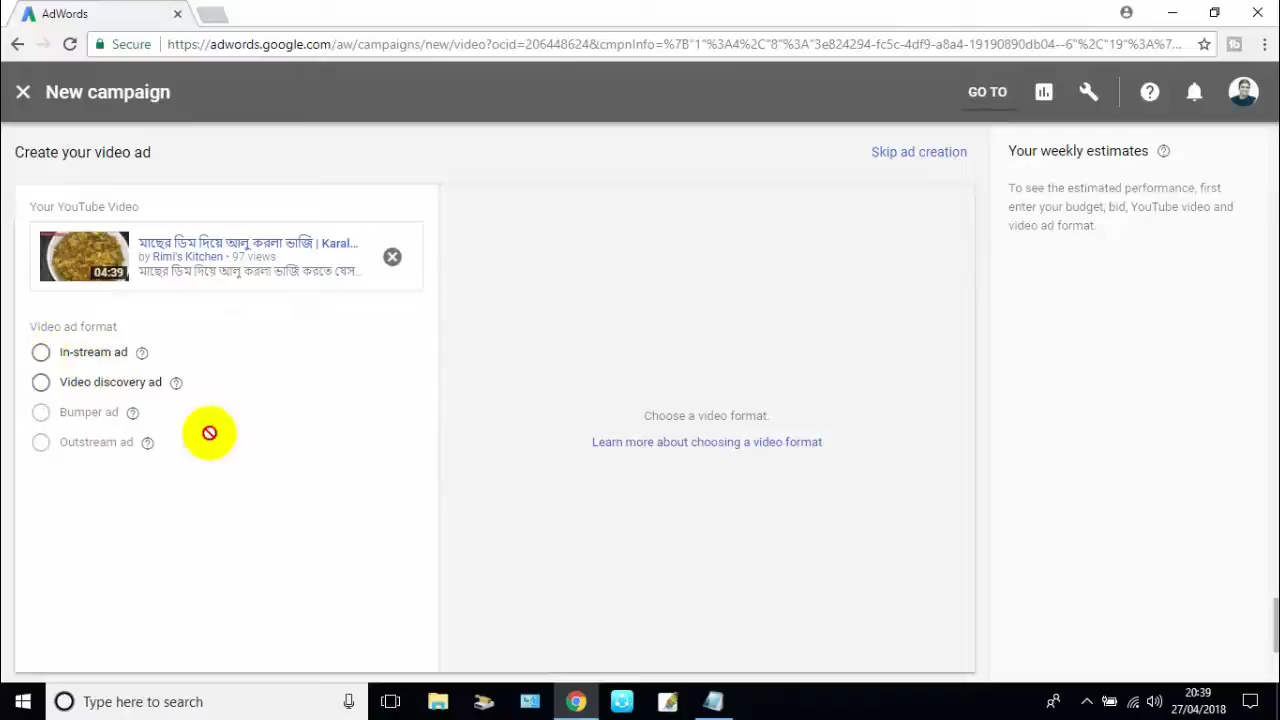 AdWords
Secure
https://adwords.google.com/aw/campaigns/new/video?ocid=206448624&cmpnInfo=%7B"1"%3A4%2C"8"%3A"3e824294-fc5c-4df9-a8a4-19190890db04--6"%2C"19"%3A%7...
New campaign
GO TO
Create your video ad
Skip ad creation
Your weekly estimates
To see the estimated performance, first
enter your budget, bid, YouTube video and
video ad format.
Your YouTube Video
মাছের ডিম দিয়ে আলু করলা ভাজি | Karal...
by Rimi's Kitchen • 97 views
মাছের ডিম দিয়ে আলু করলা ভাজি করতে যেস...
04:39
Video ad format
In-stream ad
Video discovery ad
Bumper ad
Outstream ad
Choose a video format.
Learn more about choosing a video format
Type here to search
20:39
27/04/2018